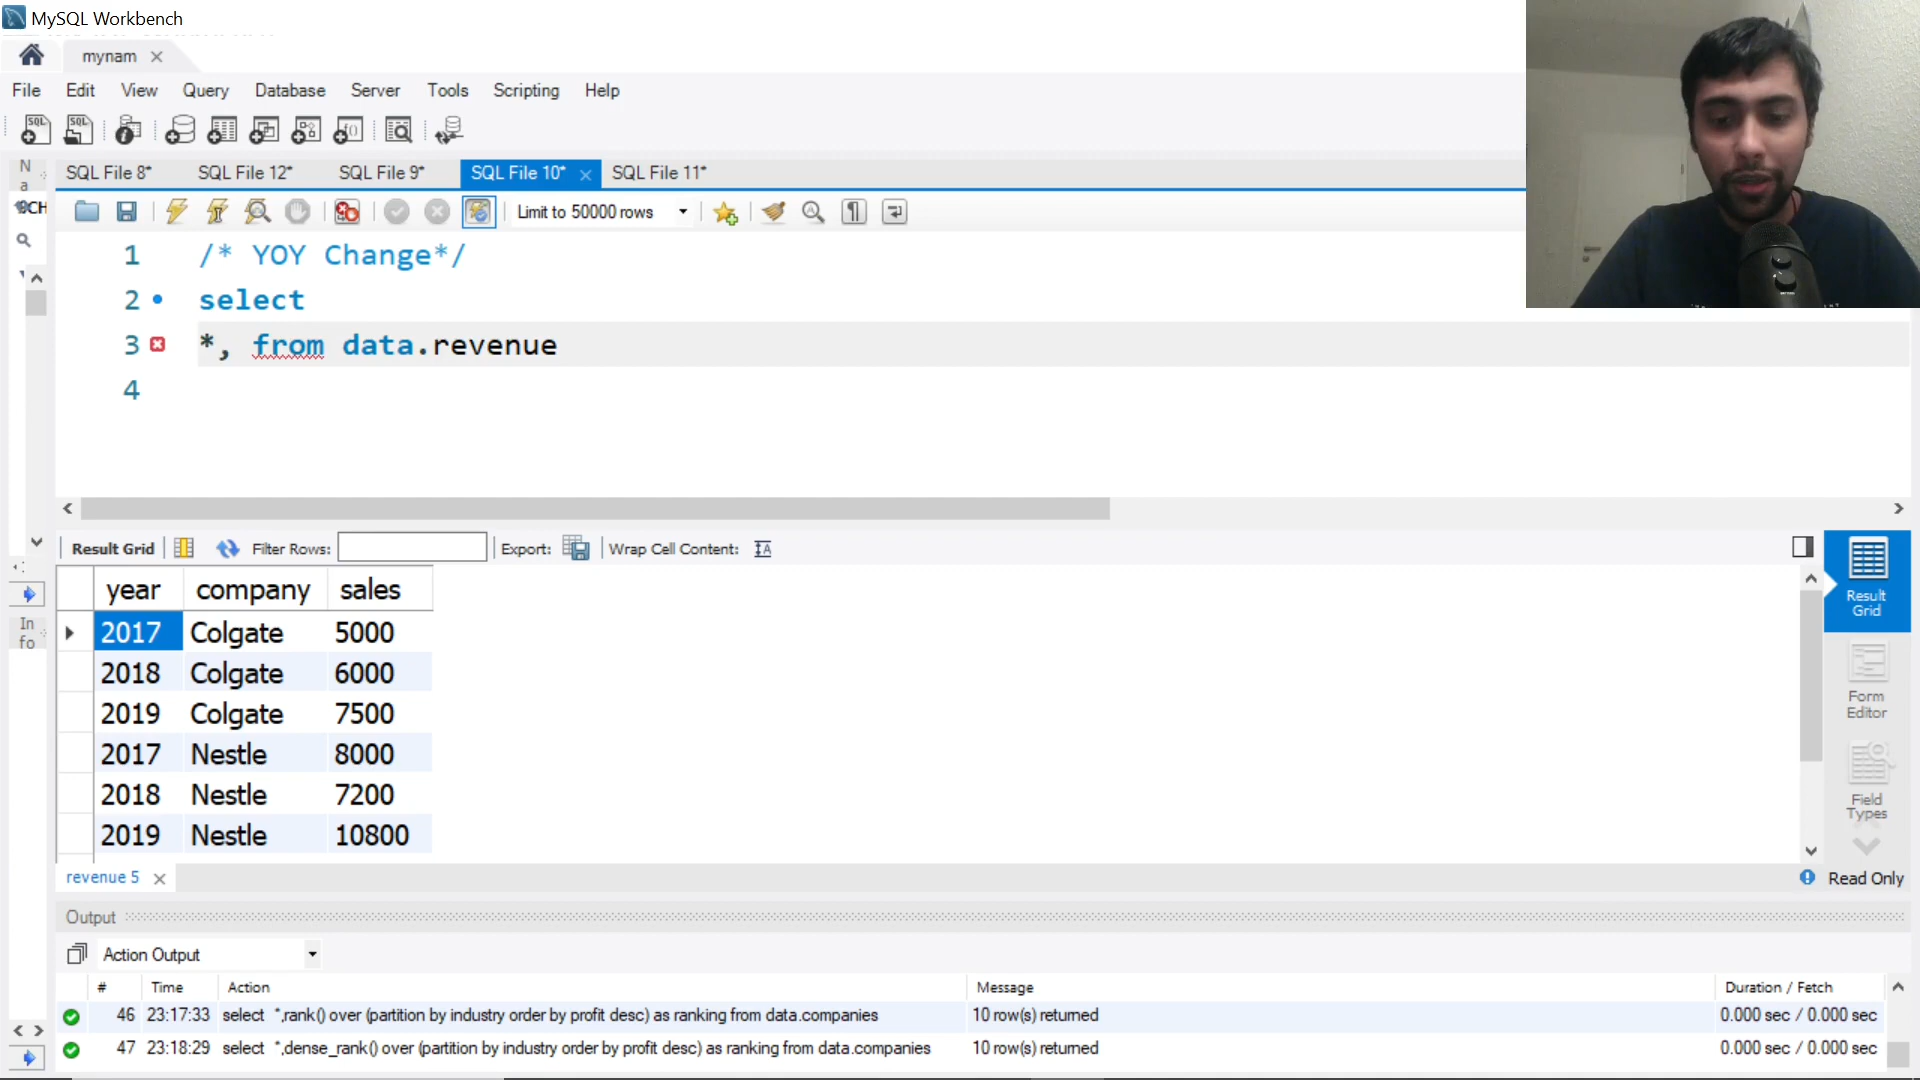 MySQL Workbench
mynam
File Edit View Query Database Server Tools Scripting Help
SQL File 8* SQL File 12* SQL File 9* SQL File 10* SQL File 11*
Limit to 50000 rows
N
a
SCH
1 /* YOY Change*/
2 select
3 *, from data.revenue
4
Result Grid Filter Rows: Export: Wrap Cell Content:
year company sales
2017 Colgate 5000
2018 Colgate 6000
2019 Colgate 7500
2017 Nestle 8000
2018 Nestle 7200
2019 Nestle 10800
In
fo
Result
Grid
Form
Editor
Field
Types
revenue 5
Read Only
Output
Action Output
# Time Action Message Duration / Fetch
46 23:17:33 select *,rank() over (partition by industry order by profit desc) as ranking from data.companies 10 row(s) returned 0.000 sec / 0.000 sec
47 23:18:29 select *,dense_rank() over (partition by industry order by profit desc) as ranking from data.companies 10 row(s) returned 0.000 sec / 0.000 sec